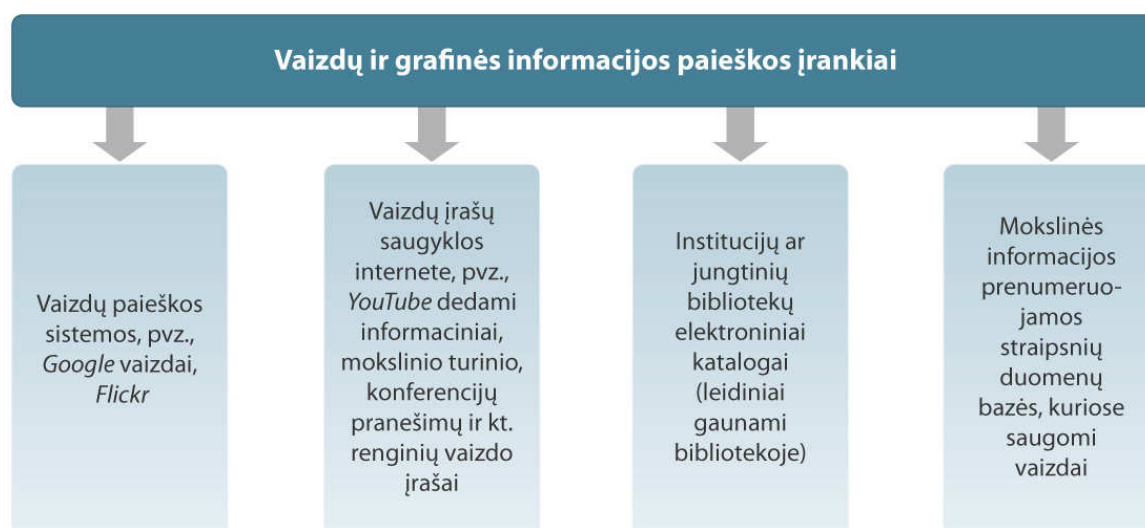 Vaizdų ir grafinės informacijos paieškos įrankiai
Vaizdų paieškos
sistemos, pvz.,
Google vaizdai,
Flickr
Vaizdų įrašų
saugyklos
internete, pvz.,
YouTube dedami
informaciniai,
mokslinio turinio,
konferencijų
pranešimų ir kt.
renginių vaizdo
įrašai
Institucijų ar
jungtinių
bibliotekų
elektroniniai
katalogai
(leidiniai
gaunami
bibliotekoje)
Mokslinės
informacijos
prenumeruo-
jamos
straipsnių
duomenų
bazės, kuriose
saugomi
vaizdai